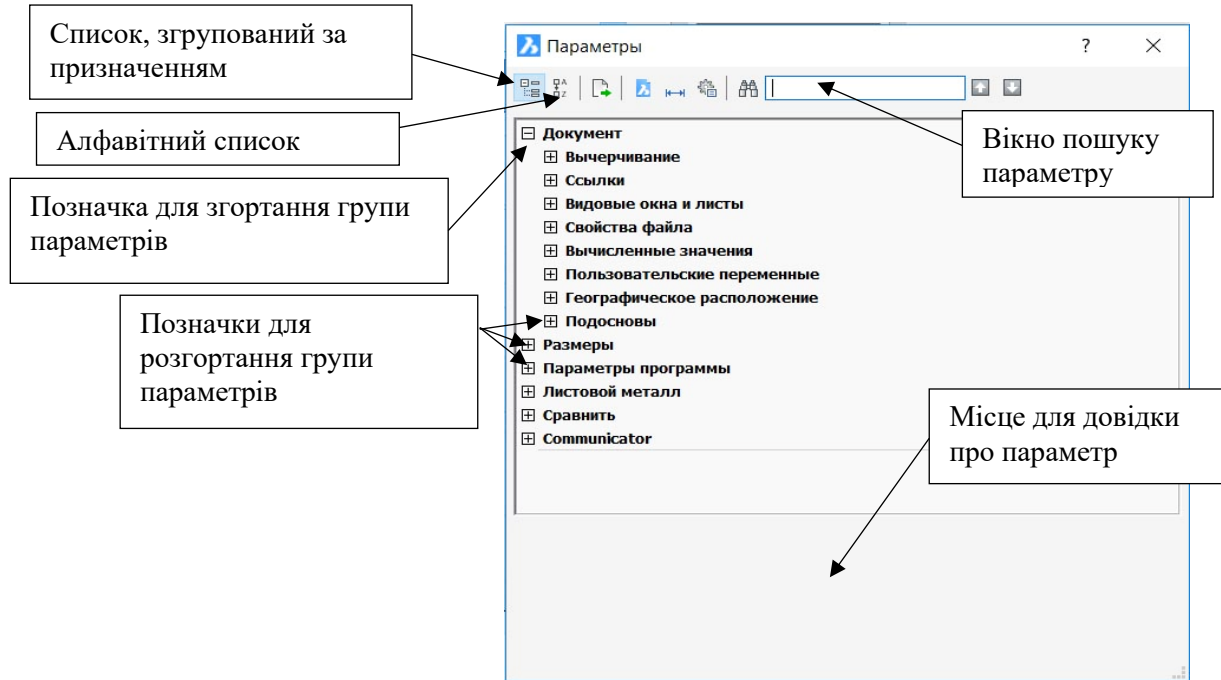 Список, згрупований за
призначенням
Алфавітний список
Позначка для згортання групи
параметрів
Позначки для
розгортання групи
параметрів
Параметры
Вікно пошуку
параметру
Документ
Вычерчивание
Ссылки
Видовые окна и листы
Свойства файла
Вычисленные значения
Пользовательские переменные
Географическое расположение
Подосновы
Размеры
Параметры программы
Листовой металл
Сравнить
Communicator
Місце для довідки
про параметр